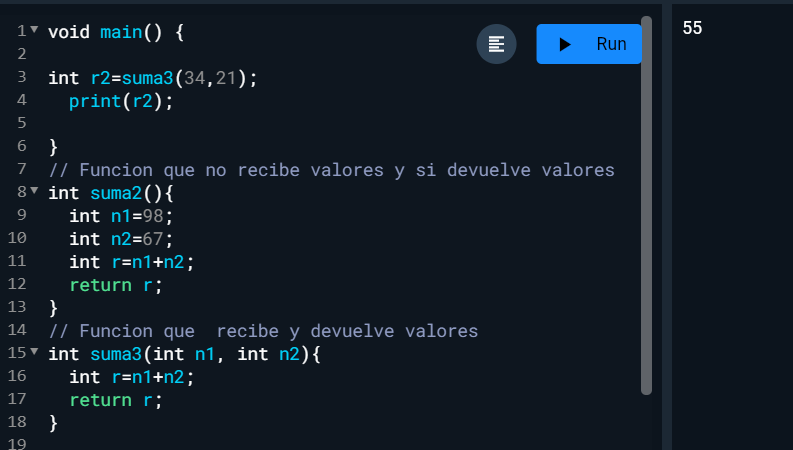 1 void main() {
2
3 int r2=suma3(34,21);
4   print(r2);
5
6 }
7 // Funcion que no recibe valores y si devuelve valores
8 int suma2(){
9   int n1=98;
10   int n2=67;
11   int r=n1+n2;
12   return r;
13 }
14 // Funcion que  recibe y devuelve valores
15 int suma3(int n1, int n2){
16   int r=n1+n2;
17   return r;
18 }
19
Run
55